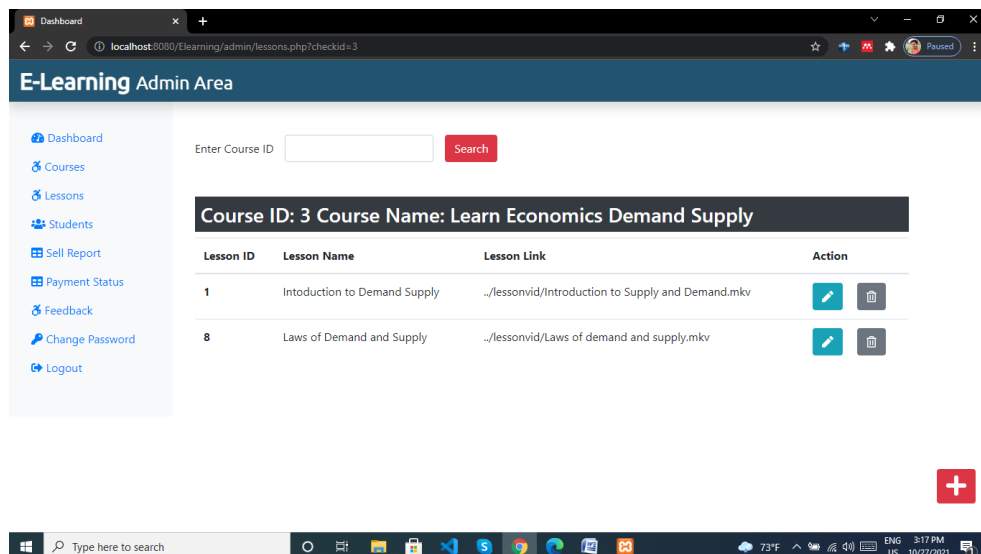 Dashboard
localhost:8080/Elearning/admin/lessons.php?checkid=3
Paused
E-Learning Admin Area
Dashboard
Courses
Lessons
Students
Sell Report
Payment Status
Feedback
Change Password
Logout
Enter Course ID
Search
Course ID: 3 Course Name: Learn Economics Demand Supply
Lesson ID Lesson Name Lesson Link Action
1 Intoduction to Demand Supply ../lessonvid/Introduction to Supply and Demand.mkv
8 Laws of Demand and Supply ../lessonvid/Laws of demand and supply.mkv
Type here to search
73°F
ENG 3:17 PM
US 10/27/2021